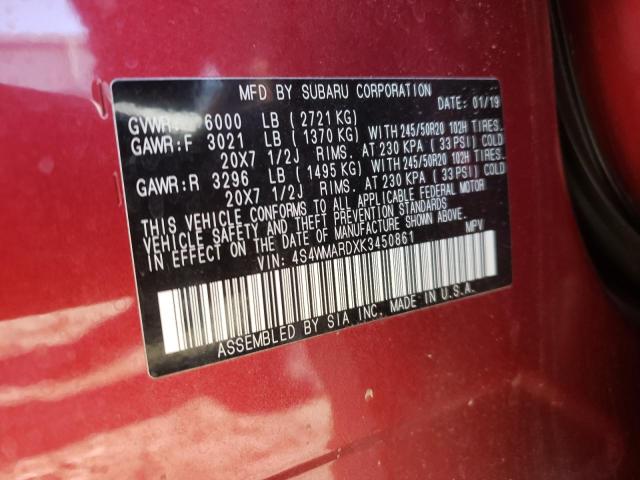 MFD BY SUBARU CORPORATION
DATE: 01/19
GVWR: 6000 LB (2721 KG)
GAWR:F 3021 LB (1370 KG) WITH 245/50R20 102H TIRES.
20X7 1/2J RIMS. AT 230 KPA (33 PSI) COLD
GAWR:R 3296 LB (1495 KG) WITH 245/50R20 102H TIRES.
20X7 1/2J RIMS. AT 230 KPA (33 PSI) COLD
THIS VEHICLE CONFORMS TO ALL APPLICABLE FEDERAL MOTOR
VEHICLE SAFETY AND THEFT PREVENTION STANDARDS
IN EFFECT ON THE DATE OF MANUFACTURE SHOWN ABOVE.
VIN: 4S4WMARDXK3450861 MPV
ASSEMBLED BY SIA INC. MADE IN U.S.A.